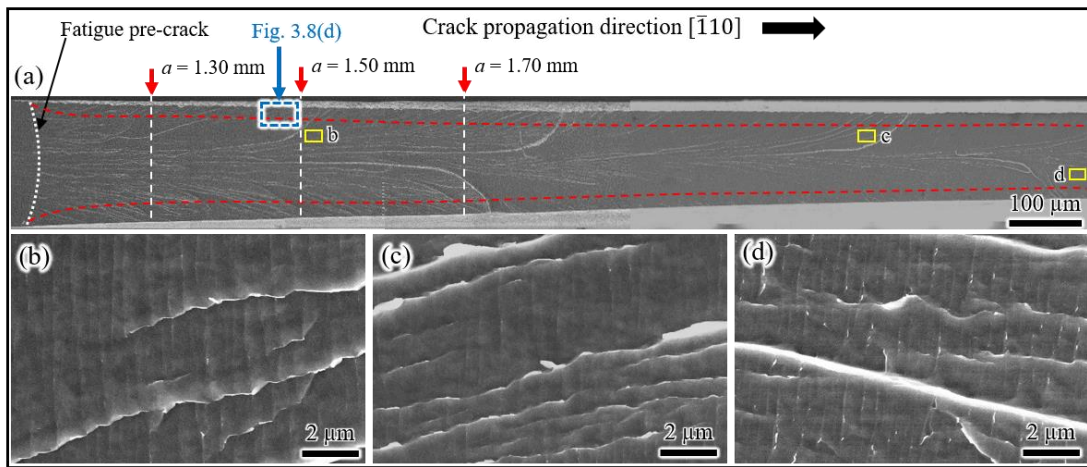 Fatigue pre-crack
Fig. 3.8(d)
Crack propagation direction [1̅10]
(a)
a = 1.30 mm
a = 1.50 mm
a = 1.70 mm
b
c
d
100 μm
(b)
2 μm
(c)
2 μm
(d)
2 μm